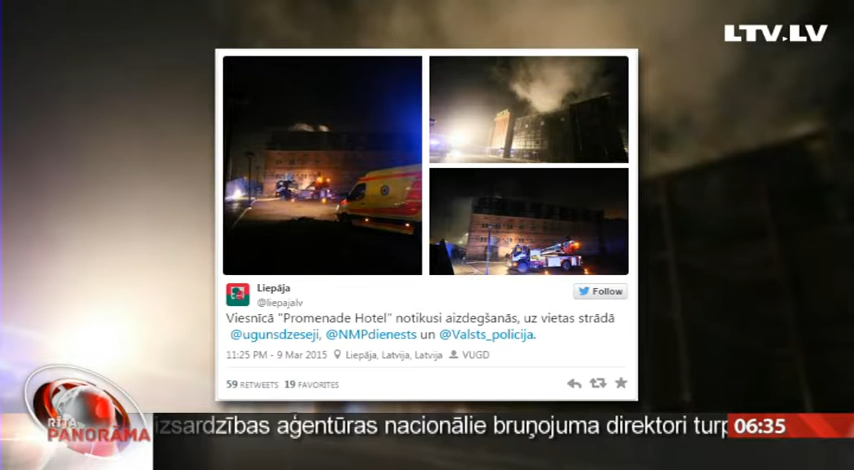 LTV.LV
Liepāja
@liepajalv
Follow
Viesnīcā "Promenade Hotel" notikusi aizdegšanās, uz vietas strādā
@ugunsdzeseji, @NMPdienests un @Valsts_policija.
11:25 PM - 9 Mar 2015 Liepāja, Latvija, Latvija VUGD
59 RETWEETS 19 FAVORITES
RĪTA
PANORĀMA
izsardzības aģentūras nacionālie bruņojuma direktori turp
06:35